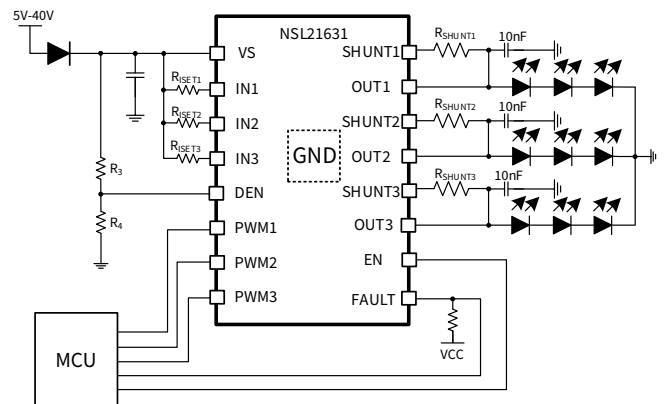 5V-40V
NSL21631
VS
IN1
IN2
IN3
DEN
PWM1
PWM2
PWM3
GND
SHUNT1
OUT1
SHUNT2
OUT2
SHUNT3
OUT3
EN
FAULT
RISET1
RISET2
RISET3
R3
R4
RSHUNT1
10nF
RSHUNT2
10nF
RSHUNT3
10nF
VCC
MCU